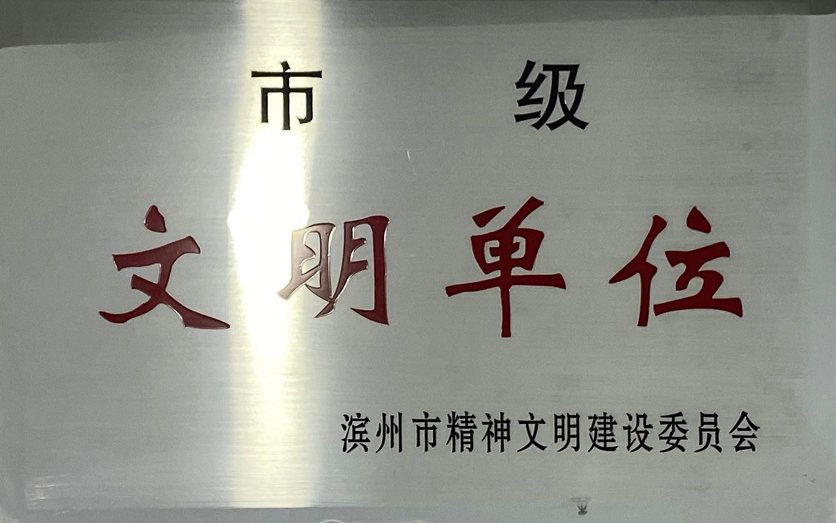 市级
文明单位
滨州市精神文明建设委员会